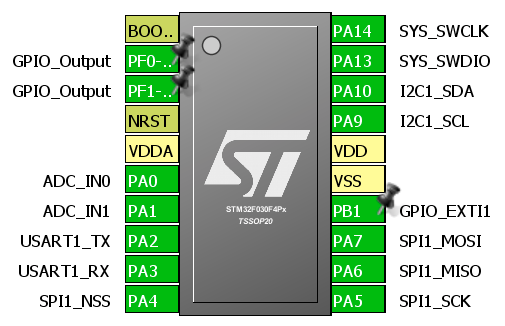 BOO..
PA14 SYS_SWCLK
GPIO_Output PF0-..
PA13 SYS_SWDIO
GPIO_Output PF1-..
PA10 I2C1_SDA
NRST
PA9 I2C1_SCL
VDDA
VDD
ADC_IN0 PA0
VSS
ADC_IN1 PA1
PB1 GPIO_EXTI1
USART1_TX PA2
PA7 SPI1_MOSI
USART1_RX PA3
PA6 SPI1_MISO
SPI1_NSS PA4
PA5 SPI1_SCK
ST
STM32F030F4Px
TSSOP20